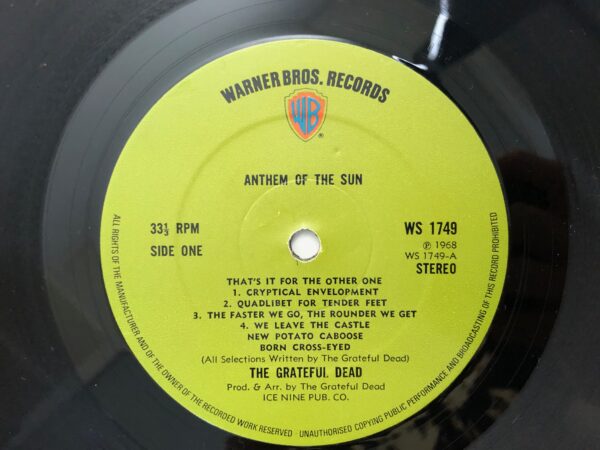 WARNER BROS. RECORDS
WB
®
ANTHEM OF THE SUN
33⅓ RPM
SIDE ONE
WS 1749
℗ 1968
WS 1749-A
STEREO
THAT'S IT FOR THE OTHER ONE
1. CRYPTICAL ENVELOPMENT
2. QUADLIBET FOR TENDER FEET
3. THE FASTER WE GO, THE ROUNDER WE GET
4. WE LEAVE THE CASTLE
NEW POTATO CABOOSE
BORN CROSS-EYED
(All Selections Written by The Grateful Dead)
THE GRATEFUL DEAD
Prod. & Arr. by The Grateful Dead
ICE NINE PUB. CO.
ALL RIGHTS OF THE MANUFACTURER AND OF THE OWNER OF THE RECORDED WORK RESERVED · UNAUTHORISED COPYING PUBLIC PERFORMANCE AND BROADCASTING OF THIS RECORD PROHIBITED